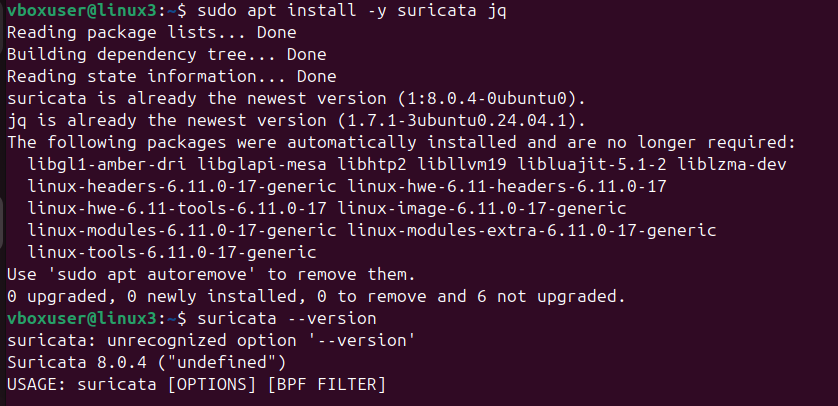 vboxuser@linux3:~$ sudo apt install -y suricata jq
Reading package lists... Done
Building dependency tree... Done
Reading state information... Done
suricata is already the newest version (1:8.0.4-0ubuntu0).
jq is already the newest version (1.7.1-3ubuntu0.24.04.1).
The following packages were automatically installed and are no longer required:
  libgl1-amber-dri libglapi-mesa libhtp2 libllvm19 libluajit-5.1-2 liblzma-dev
  linux-headers-6.11.0-17-generic linux-hwe-6.11-headers-6.11.0-17
  linux-hwe-6.11-tools-6.11.0-17 linux-image-6.11.0-17-generic
  linux-modules-6.11.0-17-generic linux-modules-extra-6.11.0-17-generic
  linux-tools-6.11.0-17-generic
Use 'sudo apt autoremove' to remove them.
0 upgraded, 0 newly installed, 0 to remove and 6 not upgraded.
vboxuser@linux3:~$ suricata --version
suricata: unrecognized option '--version'
Suricata 8.0.4 ("undefined")
USAGE: suricata [OPTIONS] [BPF FILTER]